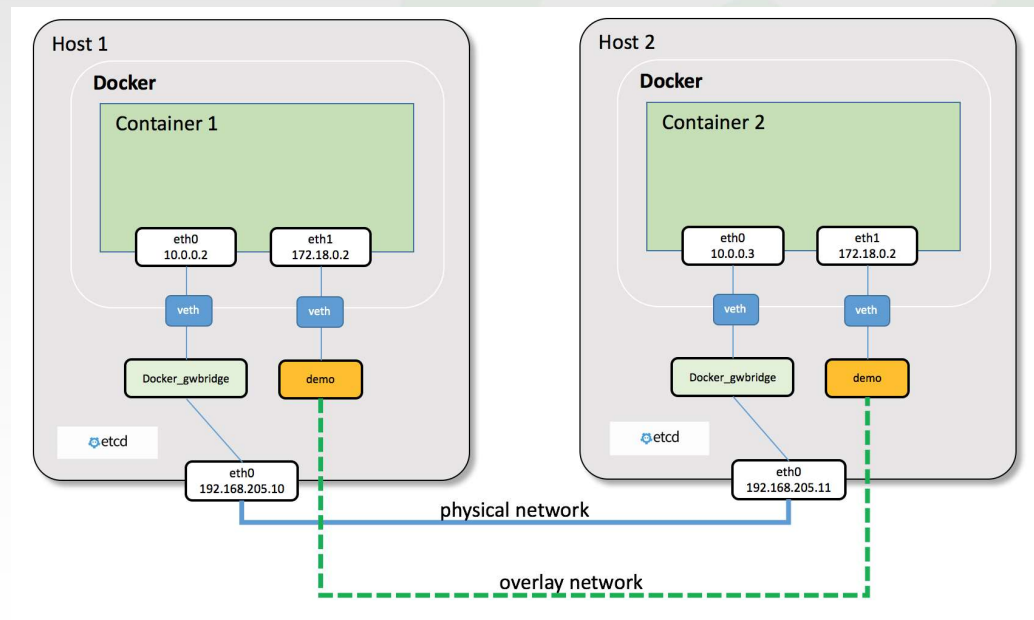 Host 1
Docker
Container 1
eth0
10.0.0.2
eth1
172.18.0.2
veth
veth
Docker_gwbridge
demo
etcd
eth0
192.168.205.10
Host 2
Docker
Container 2
eth0
10.0.0.3
eth1
172.18.0.2
veth
veth
Docker_gwbridge
demo
etcd
eth0
192.168.205.11
physical network
overlay network